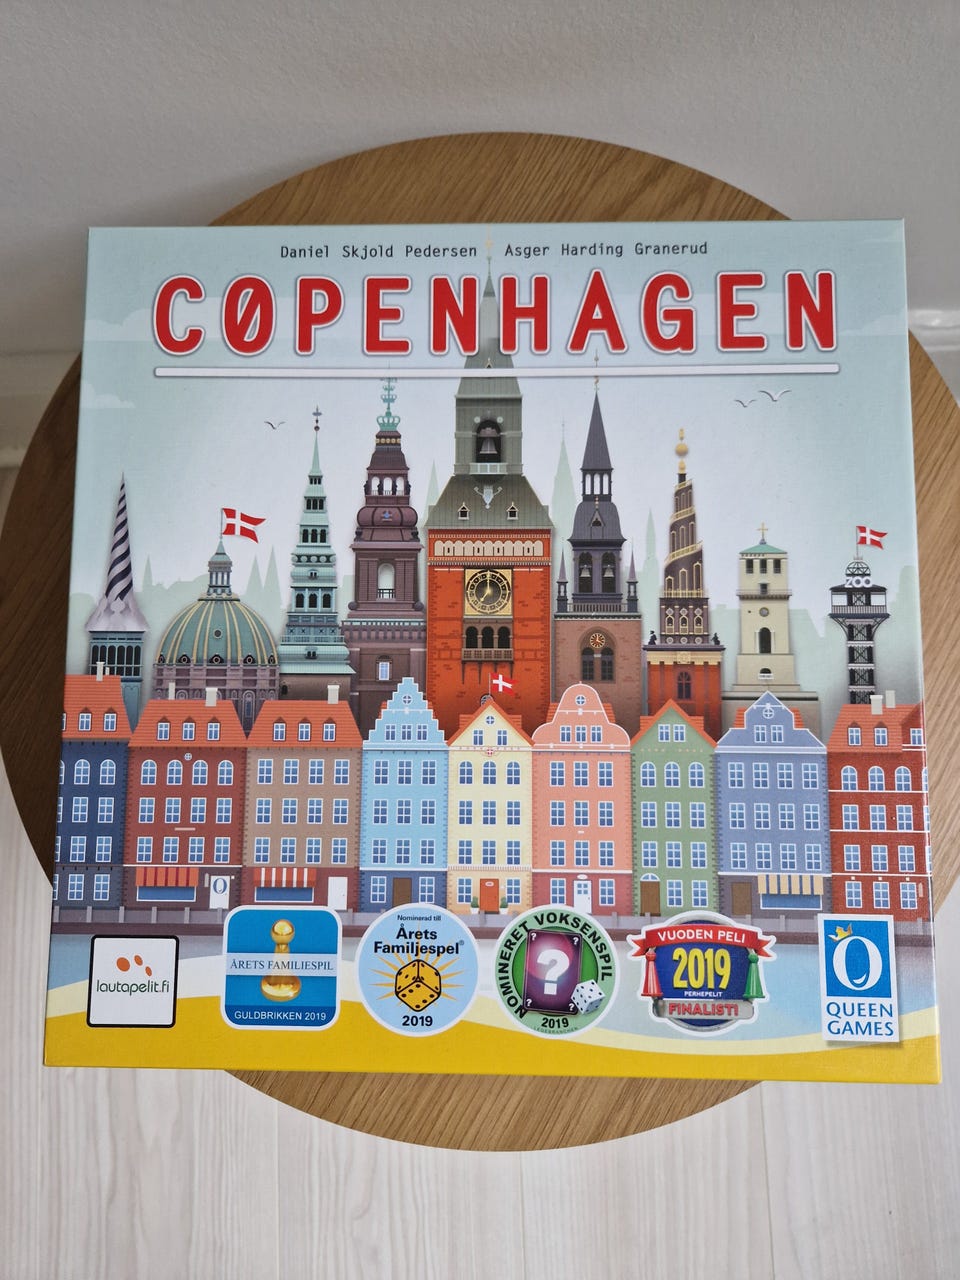 Daniel Skjold Pedersen Asger Harding Granerud
CØPENHAGEN
ZOO
lautapelit.fi
ÅRETS FAMILIESPIL
GULDBRIKKEN 2019
Nominerad till
Årets
Familjespel®
2019
NOMINERET VOKSENSPIL
?
?
?
2019
VUODEN PELI
2019
PERHEPELIT
FINALISTI
QUEEN
GAMES